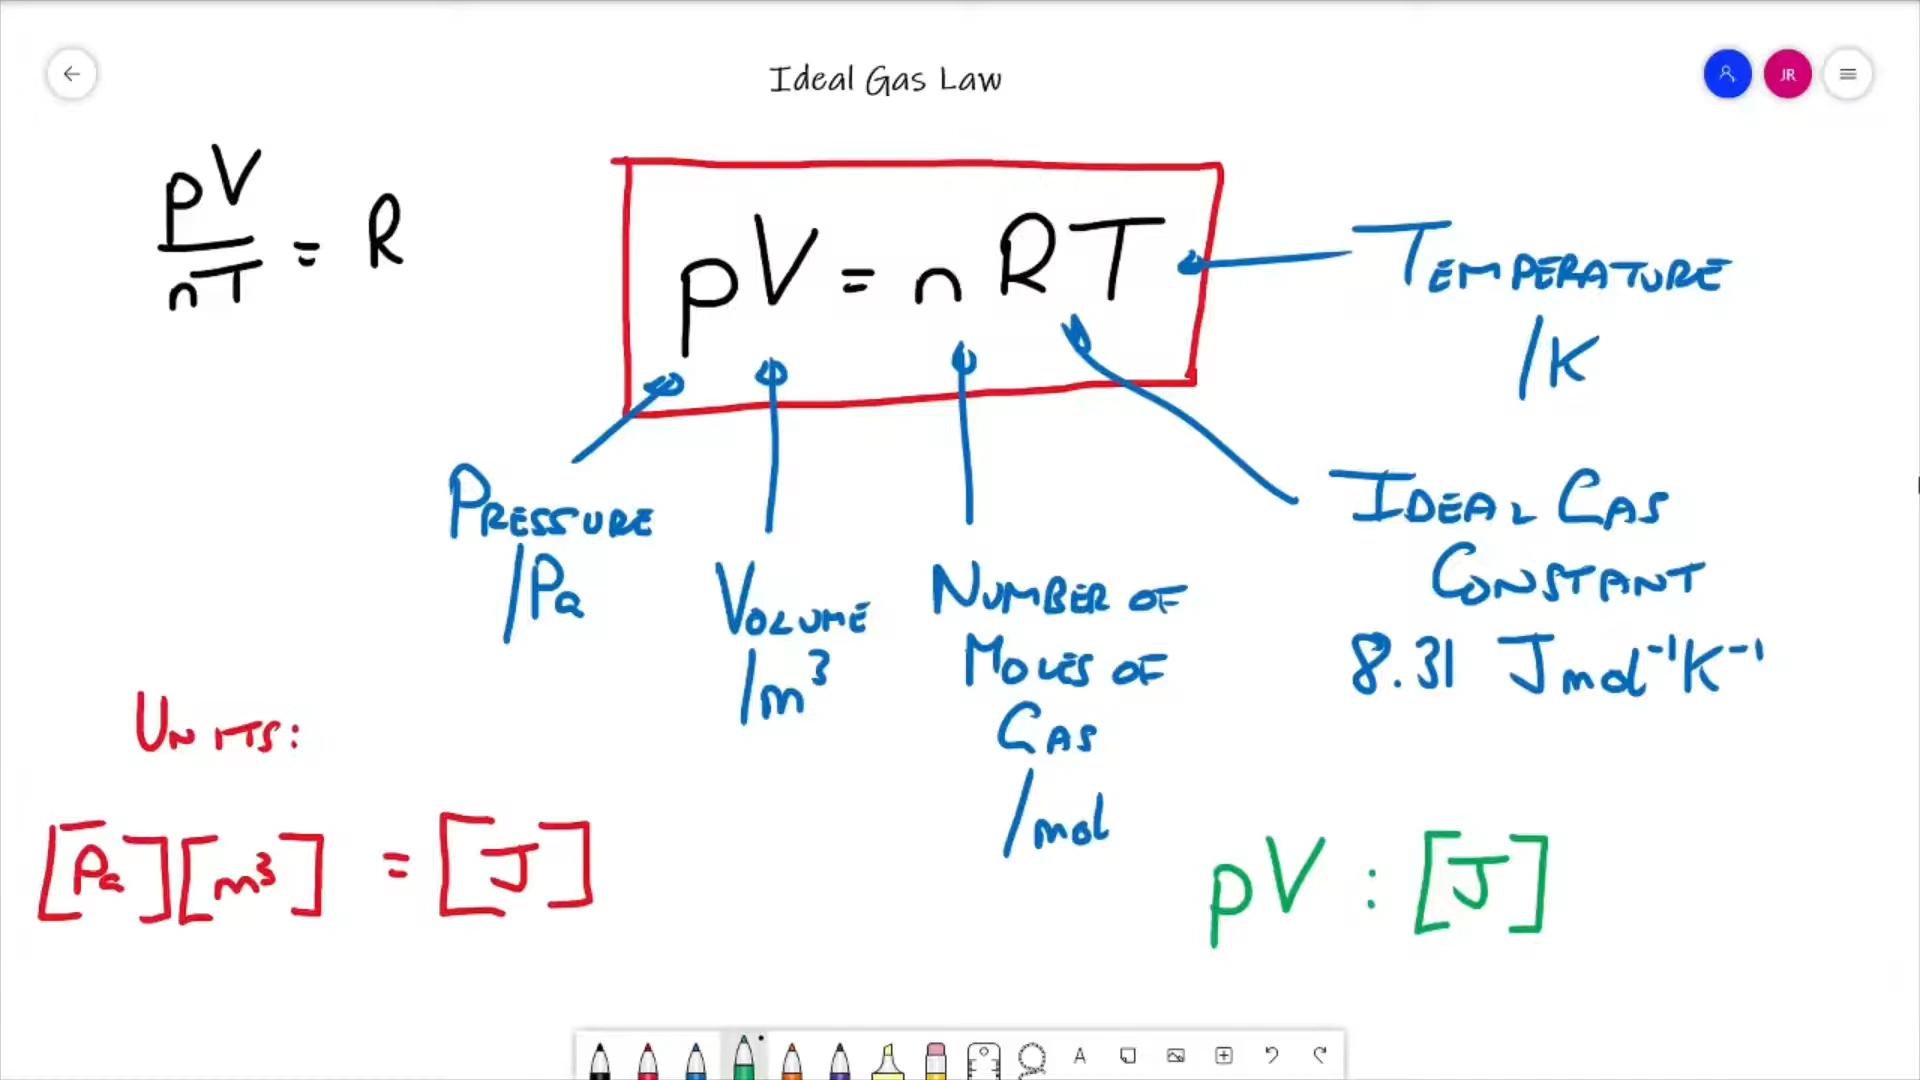 Ideal Gas Law
JR
pV
nT
= R
pV = nRT
TEMPERATURE
/K
PRESSURE
/Pa
VOLUME
/m³
NUMBER OF
MOLES OF
GAS
/mol
IDEAL GAS
CONSTANT
8.31 Jmol⁻¹K⁻¹
UNITS:
[Pa][m³] = [J]
pV : [J]
A